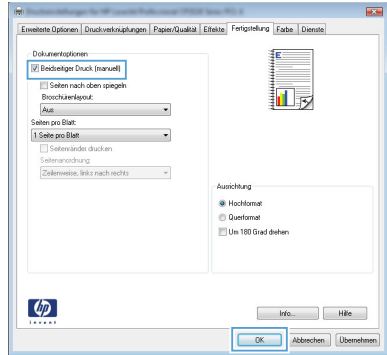 Erweiterte Optionen Druckverknüpfungen Papier/Qualität Effekte Fertigstellung Farbe Dienste
Dokumentoptionen
Beidseitiger Druck (manuell)
Seiten nach oben spiegeln
Broschürenlayout:
Aus
Seiten pro Blatt:
1 Seite pro Blatt
Seitenränder drucken
Seitenanordnung:
Zeilenweise, links nach rechts
E
Ausrichtung
Hochformat
Querformat
Um 180 Grad drehen
hp
invent
Info... Hilfe
OK Abbrechen Übernehmen